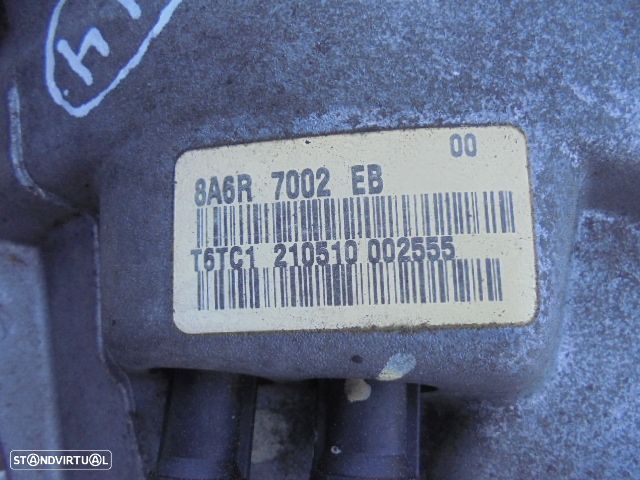 00
8A6R 7002 EB
T6TC1 210510 002555
STANDVIRTUAL